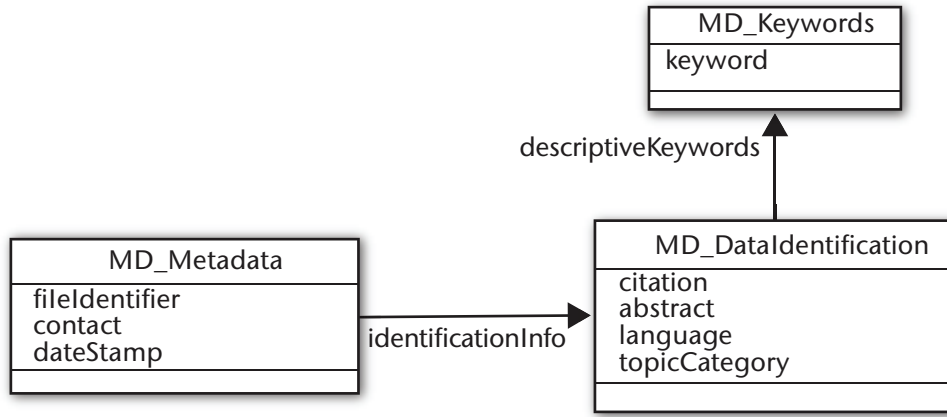 MD_Keywords
keyword
descriptiveKeywords
MD_Metadata
fileIdentifier
contact
dateStamp
identificationInfo
MD_DataIdentification
citation
abstract
language
topicCategory